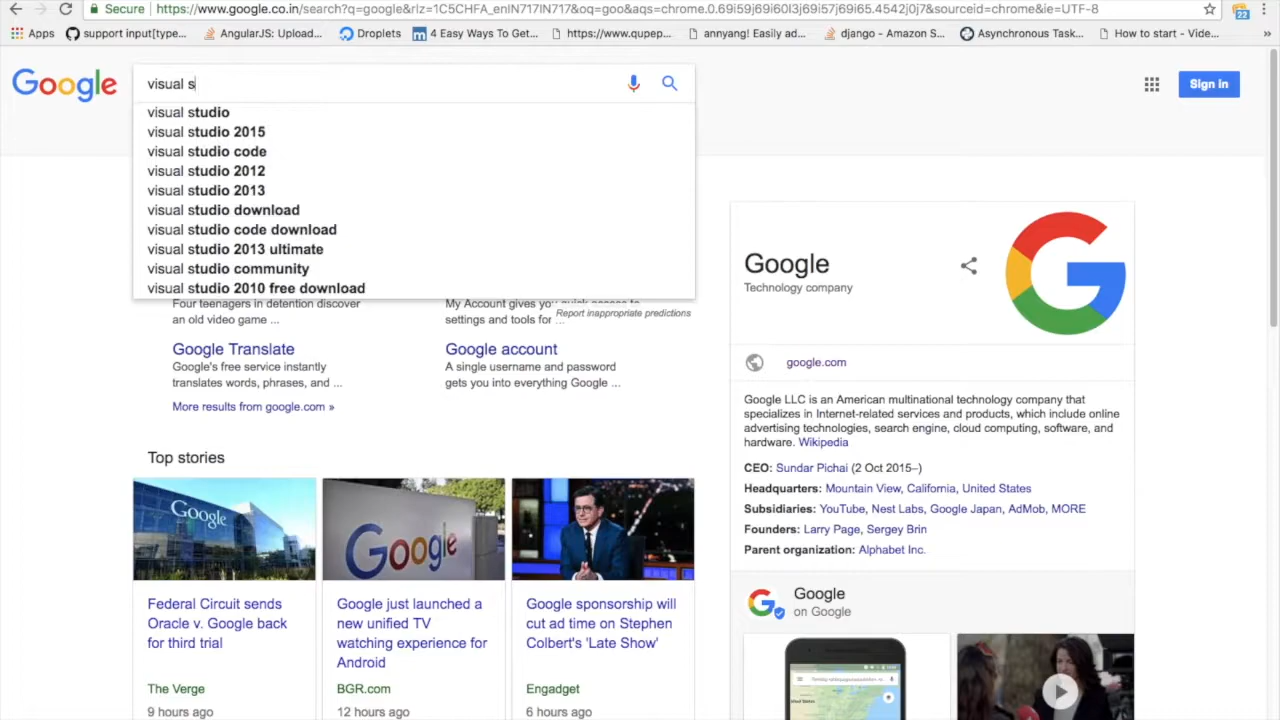 Secure https://www.google.co.in/search?q=google&rlz=1C5CHFA_enIN717IN717&oq=goo&aqs=chrome.0.69i59j69i60l3j69i57j69i65.4542j0j7&sourceid=chrome&ie=UTF-8
22
Apps support input[type... AngularJS: Upload... Droplets 4 Easy Ways To Get... https://www.qupep... annyang! Easily ad... django - Amazon S... Asynchronous Task... How to start - Vide... »
Google
visual s
Sign in
visual studio
visual studio 2015
visual studio code
visual studio 2012
visual studio 2013
visual studio download
visual studio code download
visual studio 2013 ultimate
visual studio community
visual studio 2010 free download
Report inappropriate predictions
Four teenagers in detention discover
an old video game ...
My Account gives you quick access to
settings and tools for ...
Google Translate
Google's free service instantly
translates words, phrases, and ...
Google account
A single username and password
gets you into everything Google ...
More results from google.com »
Top stories
Google
Federal Circuit sends
Oracle v. Google back
for third trial
The Verge
9 hours ago
Google
Google just launched a
new unified TV
watching experience for
Android
BGR.com
12 hours ago
Google sponsorship will
cut ad time on Stephen
Colbert's 'Late Show'
Engadget
6 hours ago
Google
Technology company
google.com
Google LLC is an American multinational technology company that
specializes in Internet-related services and products, which include online
advertising technologies, search engine, cloud computing, software, and
hardware. Wikipedia
CEO: Sundar Pichai (2 Oct 2015–)
Headquarters: Mountain View, California, United States
Subsidiaries: YouTube, Nest Labs, Google Japan, AdMob, MORE
Founders: Larry Page, Sergey Brin
Parent organization: Alphabet Inc.
Google
on Google